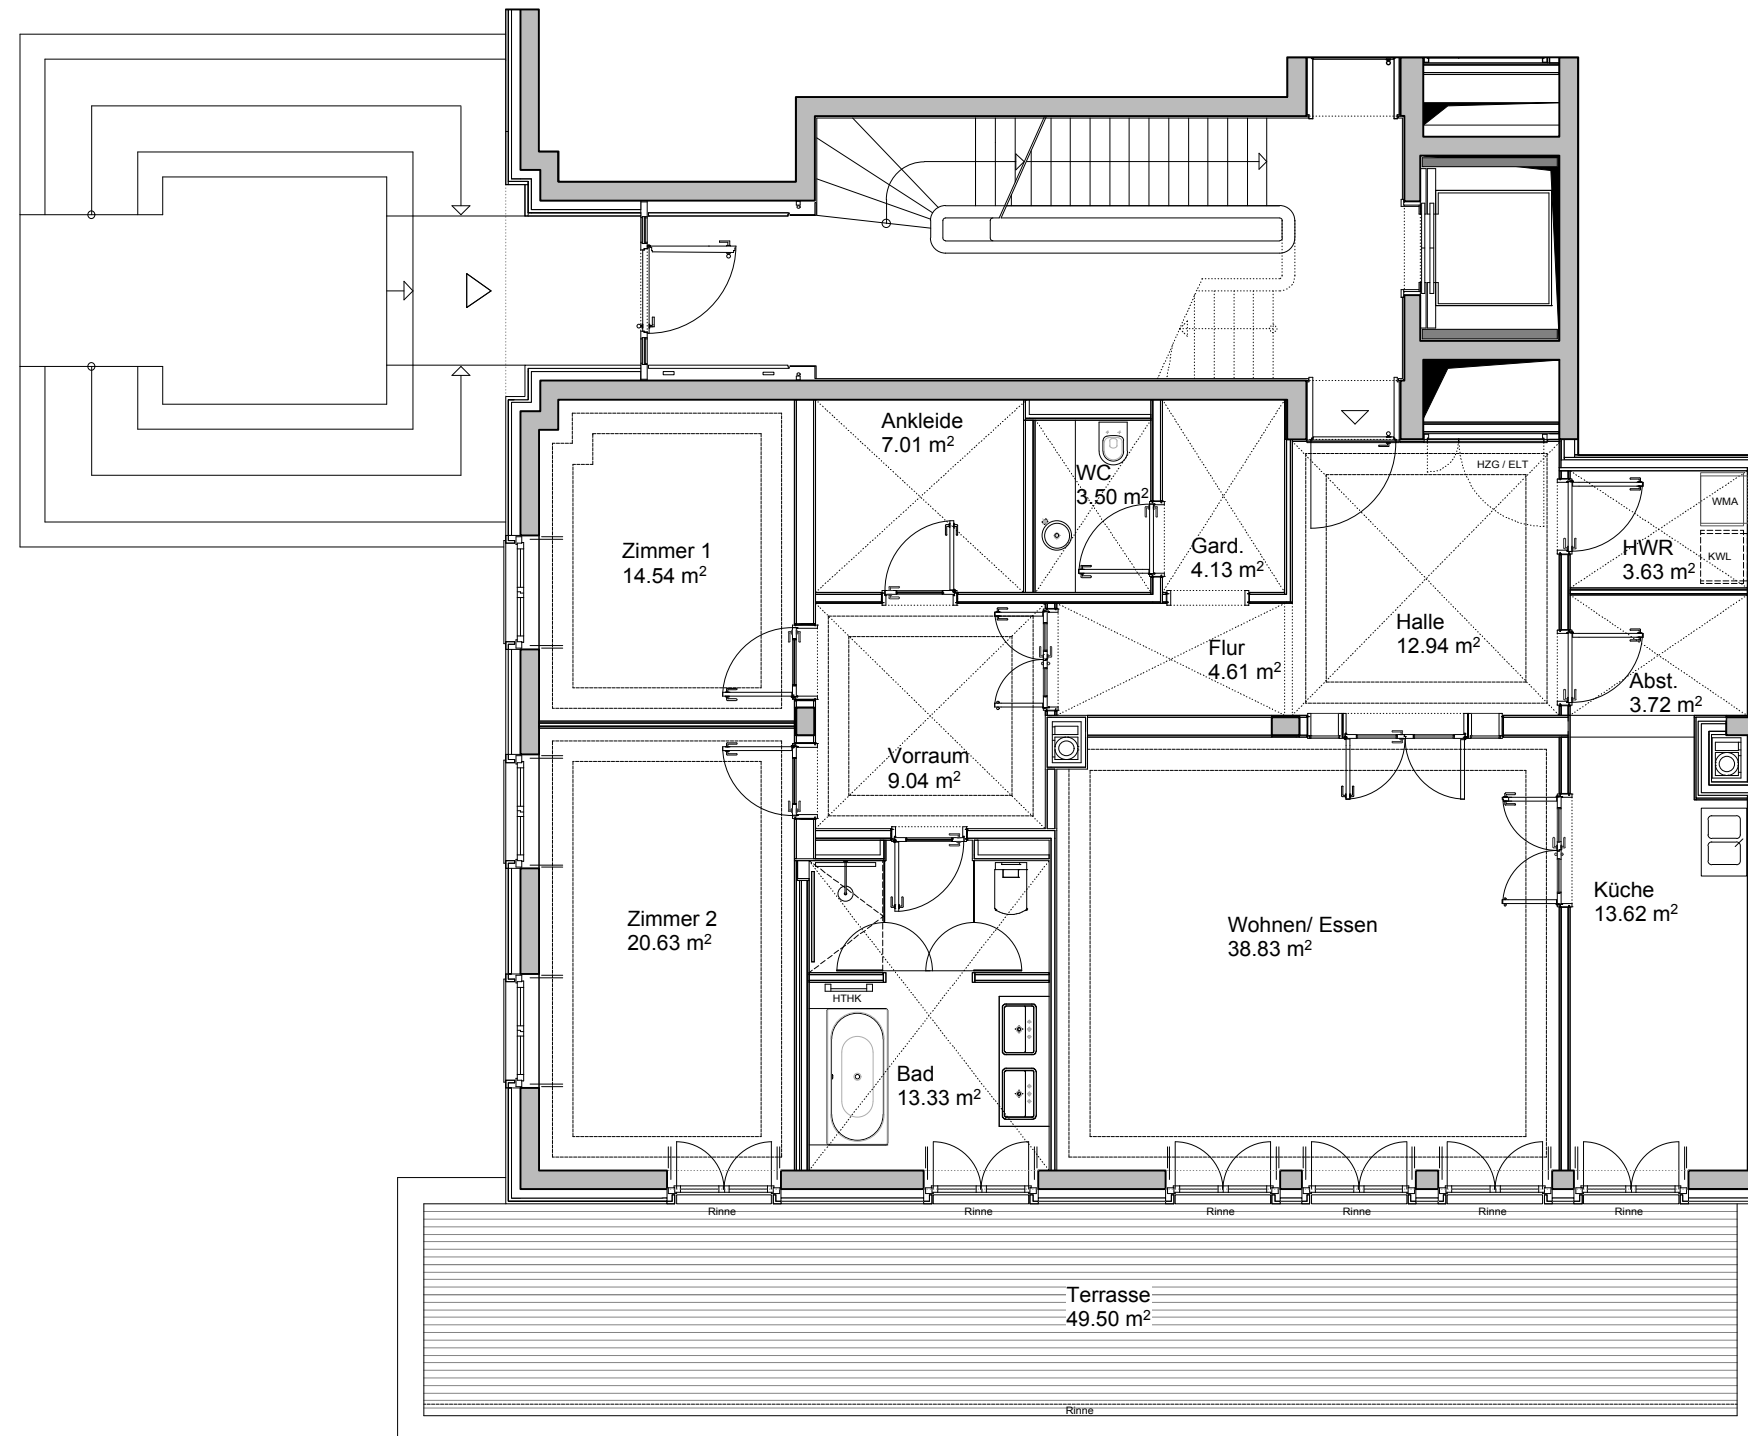 Ankleide
7.01 m²
WC
3.50 m²
HZG / ELT
WMA
KWL
Zimmer 1
14.54 m²
Gard.
4.13 m²
HWR
3.63 m²
Halle
12.94 m²
Flur
4.61 m²
Abst.
3.72 m²
Vorraum
9.04 m²
Küche
13.62 m²
Zimmer 2
20.63 m²
Wohnen/ Essen
38.83 m²
HTHK
Bad
13.33 m²
Rinne
Rinne
Rinne
Rinne
Rinne
Rinne
Terrasse
49.50 m²
Rinne